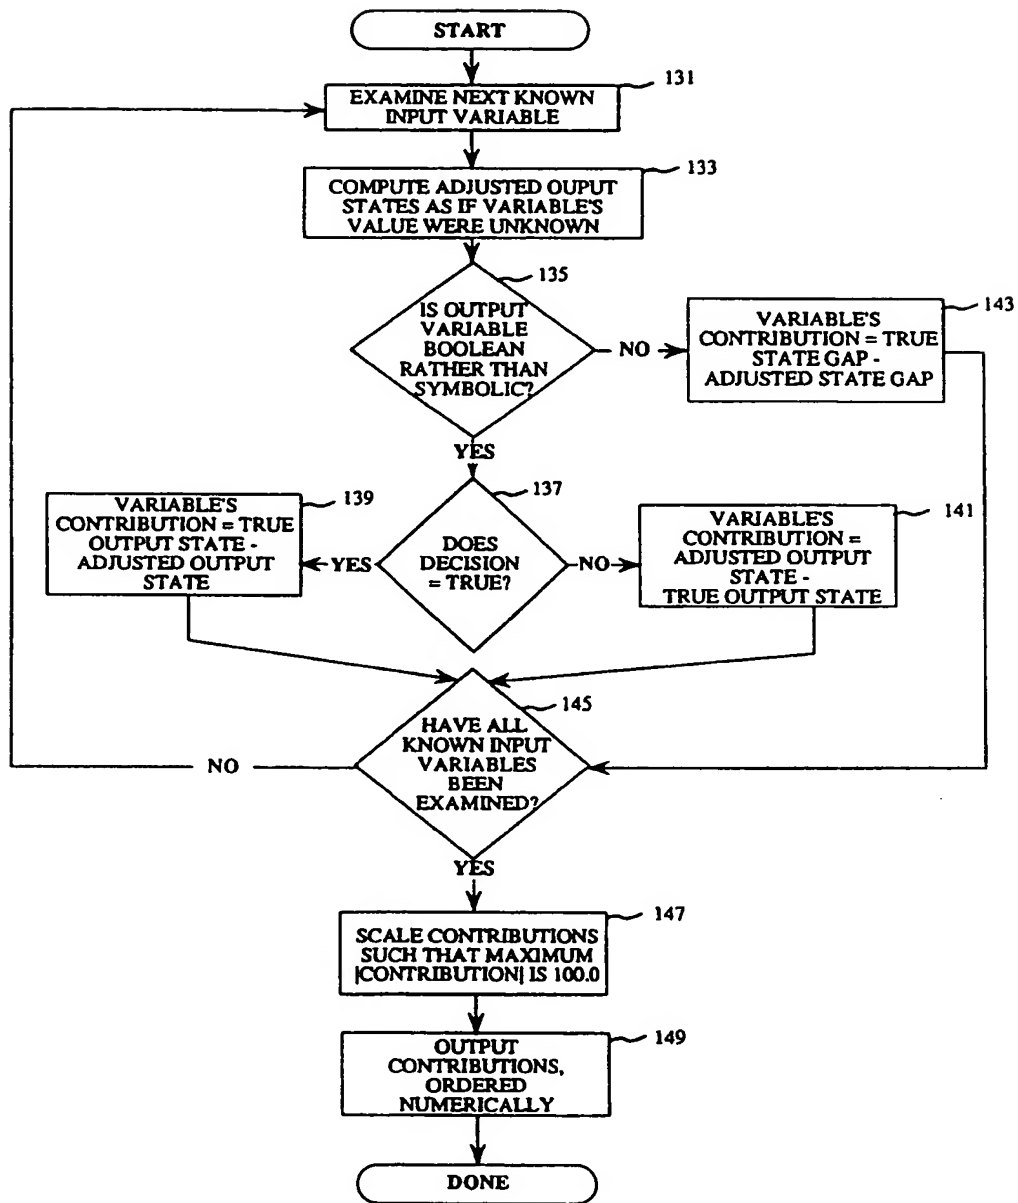 START
131
EXAMINE NEXT KNOWN
INPUT VARIABLE
133
COMPUTE ADJUSTED OUPUT
STATES AS IF VARIABLE'S
VALUE WERE UNKNOWN
135
IS OUTPUT
VARIABLE
BOOLEAN
RATHER THAN
SYMBOLIC?
NO
143
VARIABLE'S
CONTRIBUTION = TRUE
STATE GAP -
ADJUSTED STATE GAP
YES
137
DOES
DECISION
= TRUE?
YES
139
VARIABLE'S
CONTRIBUTION = TRUE
OUTPUT STATE -
ADJUSTED OUTPUT
STATE
NO
141
VARIABLE'S
CONTRIBUTION =
ADJUSTED OUTPUT
STATE -
TRUE OUTPUT STATE
145
HAVE ALL
KNOWN INPUT
VARIABLES
BEEN
EXAMINED?
NO
YES
147
SCALE CONTRIBUTIONS
SUCH THAT MAXIMUM
|CONTRIBUTION| IS 100.0
149
OUTPUT
CONTRIBUTIONS,
ORDERED
NUMERICALLY
DONE